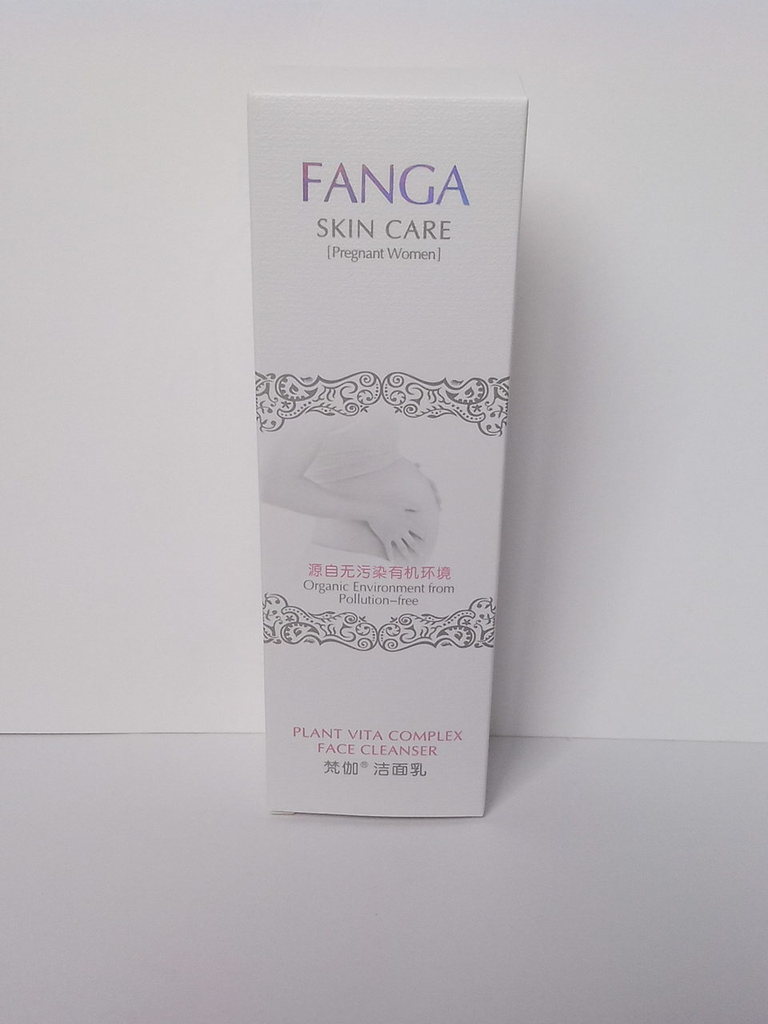 FANGA
SKIN CARE
[Pregnant Women]
源自无污染有机环境
Organic Environment from
Pollution-free
PLANT VITA COMPLEX
FACE CLEANSER
梵伽® 洁面乳